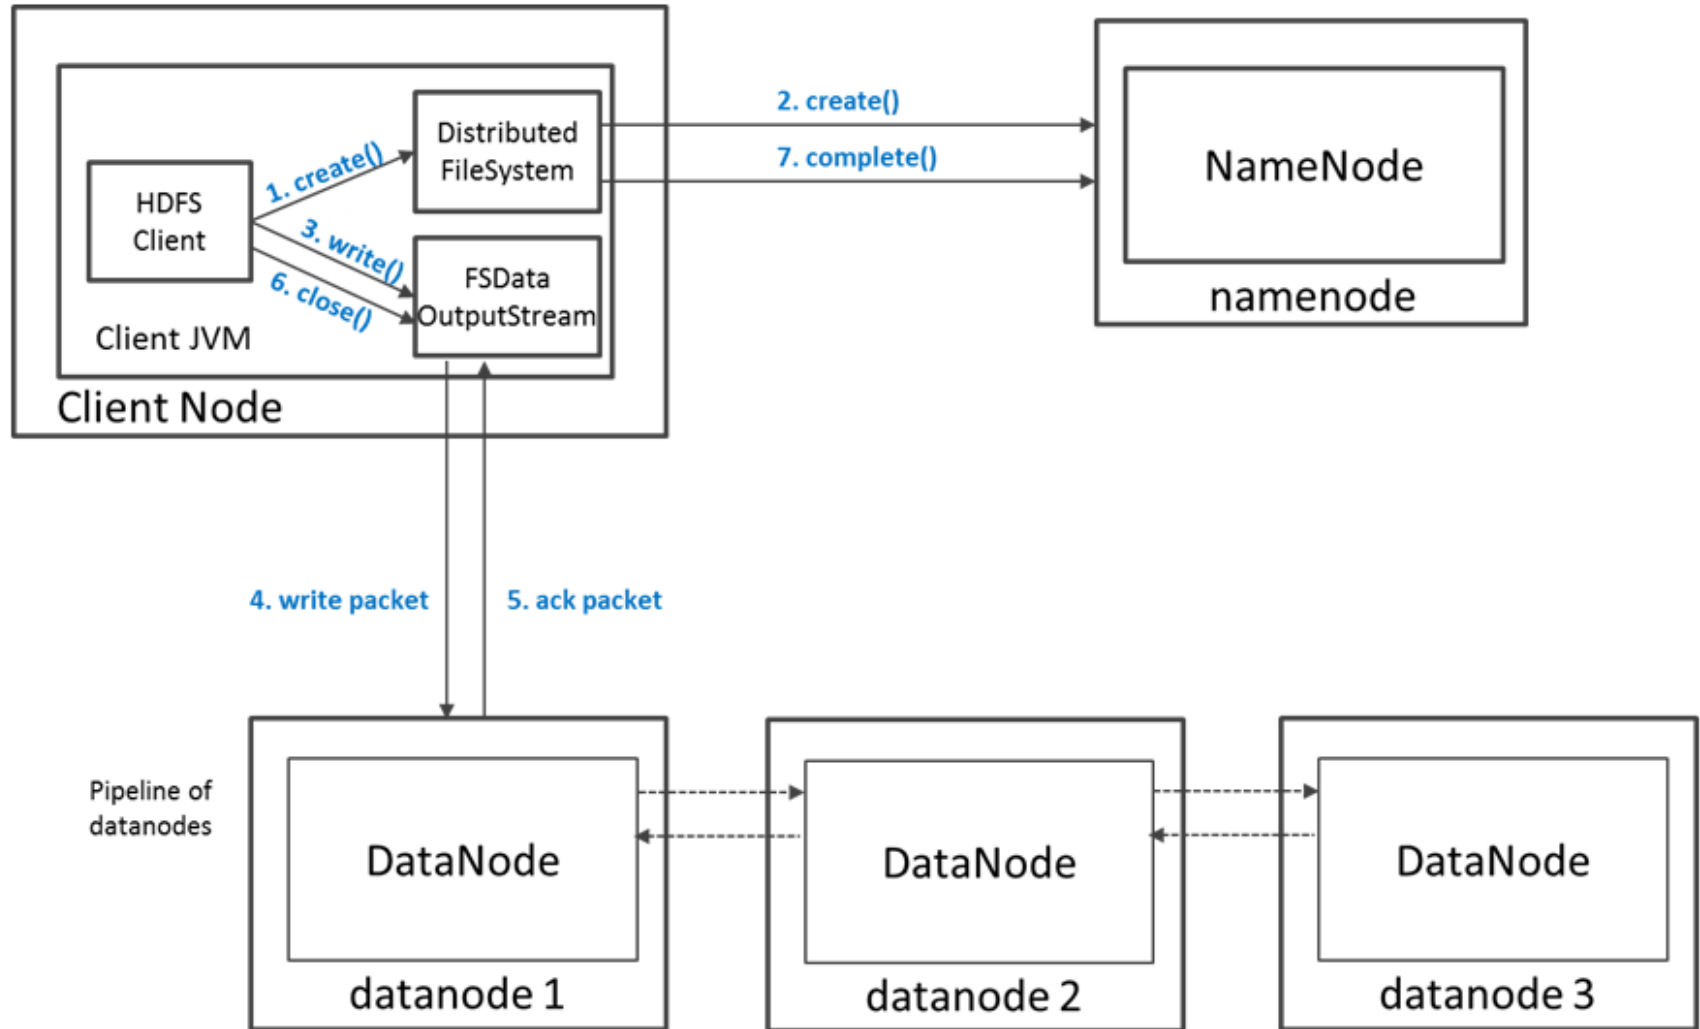 Distributed
FileSystem
1. create()
HDFS
Client
3. write()
6. close()
FSData
OutputStream
Client JVM
Client Node
2. create()
7. complete()
NameNode
namenode
4. write packet
5. ack packet
Pipeline of
datanodes
DataNode
datanode 1
DataNode
datanode 2
DataNode
datanode 3